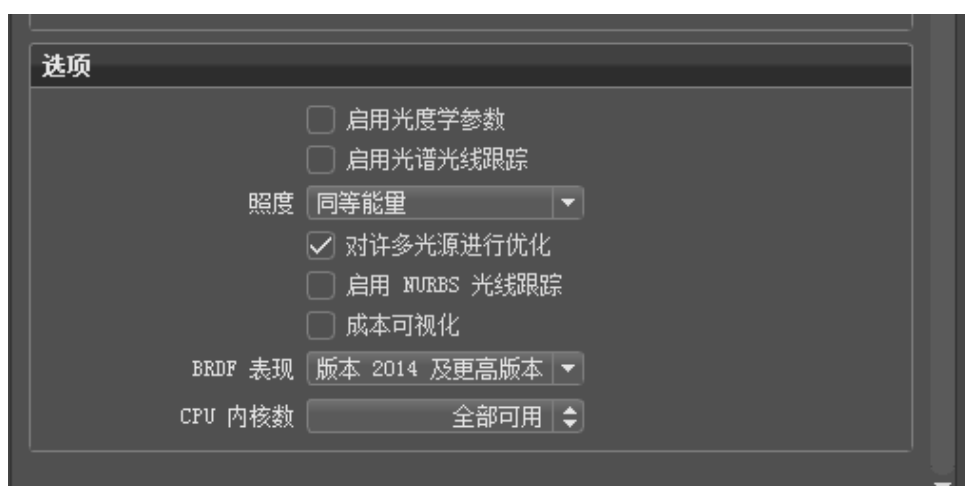 选项
启用光度学参数
启用光谱光线跟踪
照度 同等能量
对许多光源进行优化
启用 NURBS 光线跟踪
成本可视化
BRDF 表现 版本 2014 及更高版本
CPU 内核数 全部可用